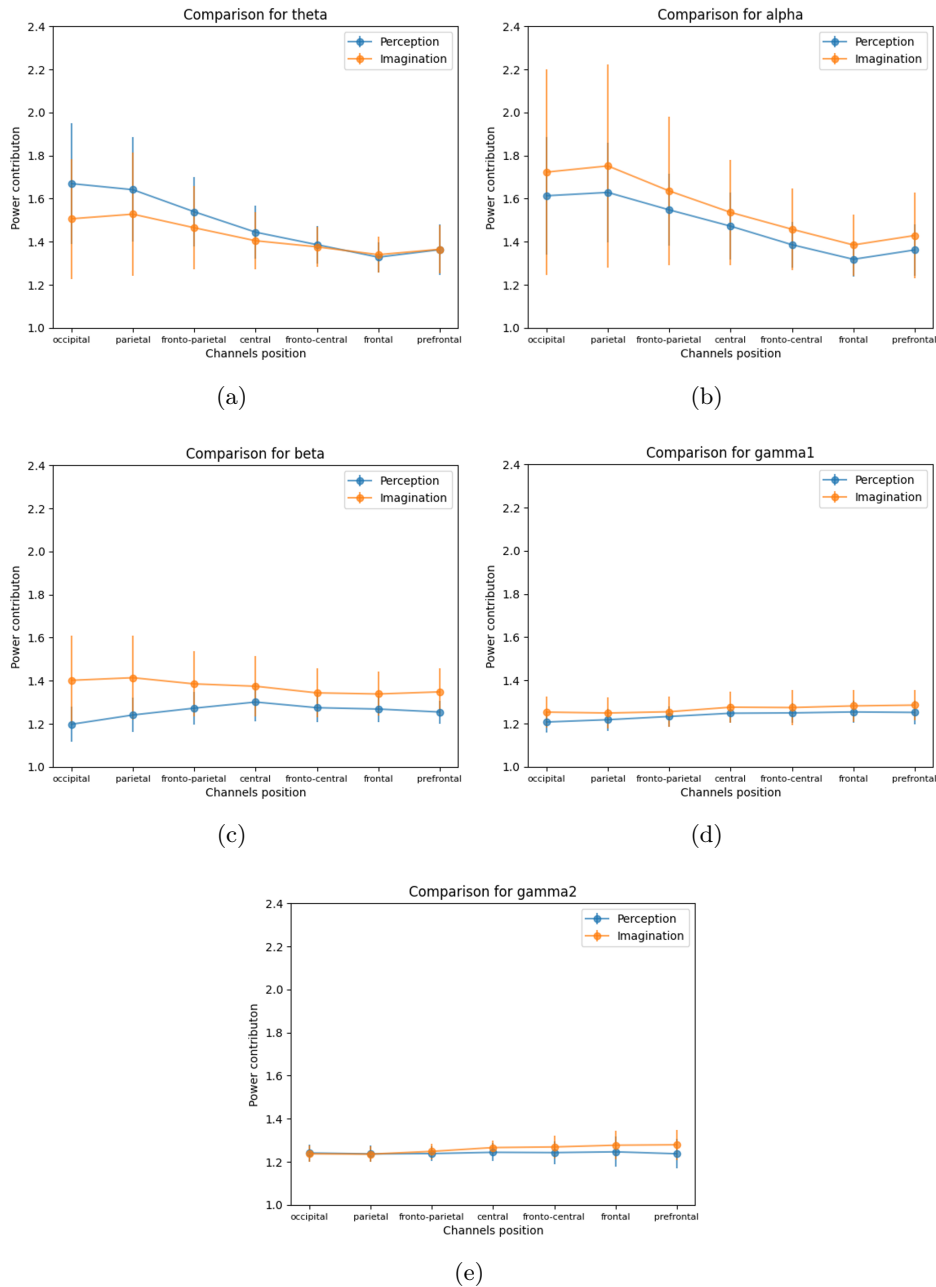 Comparison for theta
2.4
2.2
2.0
1.8
1.6
1.4
1.2
1.0
Power contributon
Perception
Imagination
occipital parietal fronto-parietal central fronto-central frontal prefrontal
Channels position
(a)
Comparison for alpha
2.4
2.2
2.0
1.8
1.6
1.4
1.2
1.0
Power contributon
Perception
Imagination
occipital parietal fronto-parietal central fronto-central frontal prefrontal
Channels position
(b)
Comparison for beta
2.4
2.2
2.0
1.8
1.6
1.4
1.2
1.0
Power contributon
Perception
Imagination
occipital parietal fronto-parietal central fronto-central frontal prefrontal
Channels position
(c)
Comparison for gamma1
2.4
2.2
2.0
1.8
1.6
1.4
1.2
1.0
Power contributon
Perception
Imagination
occipital parietal fronto-parietal central fronto-central frontal prefrontal
Channels position
(d)
Comparison for gamma2
2.4
2.2
2.0
1.8
1.6
1.4
1.2
1.0
Power contributon
Perception
Imagination
occipital parietal fronto-parietal central fronto-central frontal prefrontal
Channels position
(e)